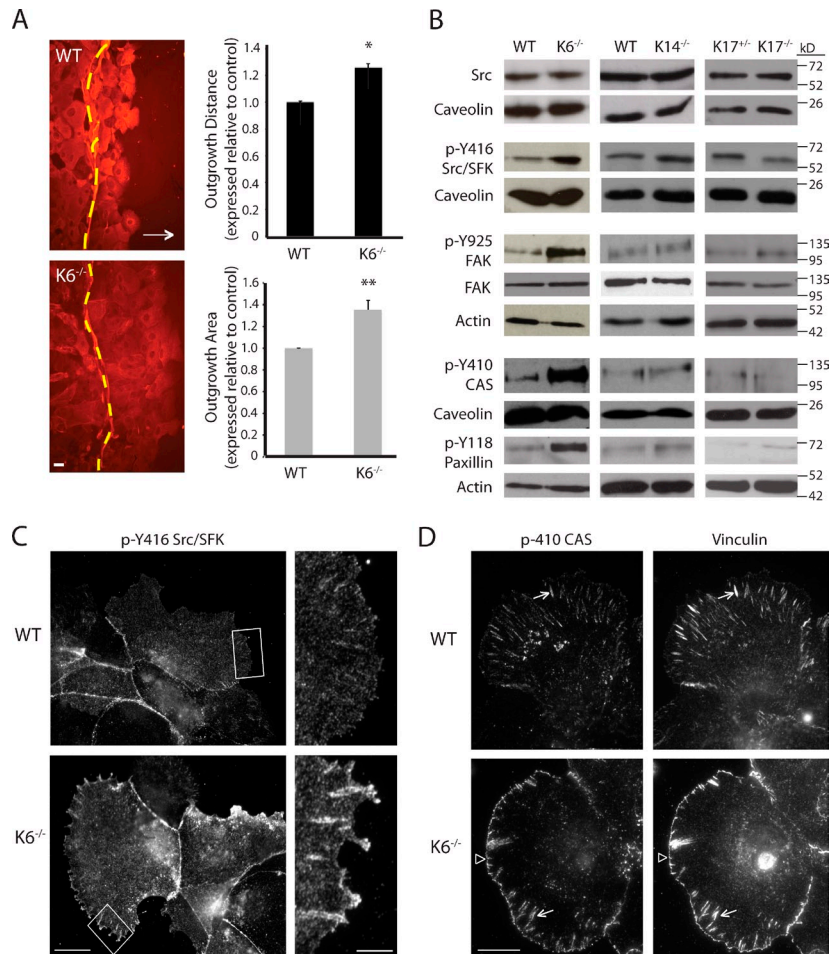 A
WT
K6-/-
Outgrowth Distance
(expressed relative to control)
1.4
1.2
1.0
0.8
0.6
0.4
0.2
0
*
WT
K6-/-
Outgrowth Area
(expressed relative to control)
1.6
1.4
1.2
1.0
0.8
0.6
0.4
0.2
0
**
WT
K6-/-
B
WT K6-/- WT K14-/- K17+/- K17-/- kD
Src
72
52
Caveolin
26
p-Y416
Src/SFK
72
52
Caveolin
26
p-Y925
FAK
135
95
FAK
135
95
Actin
52
42
p-Y410
CAS
135
95
Caveolin
26
p-Y118
Paxillin
72
Actin
52
42
C
p-Y416 Src/SFK
WT
K6-/-
D
p-410 CAS
Vinculin
WT
K6-/-